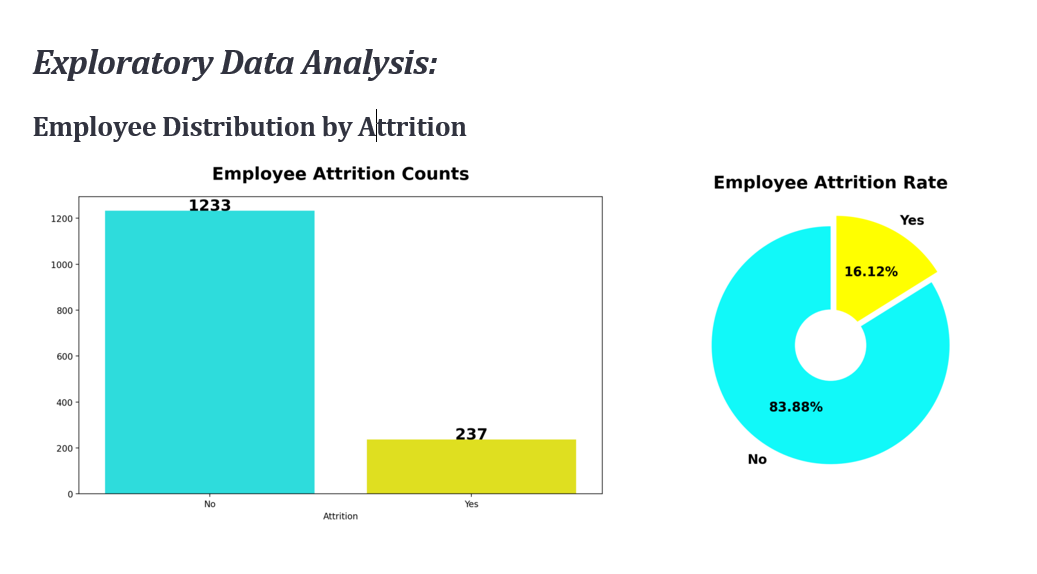 Exploratory Data Analysis:
Employee Distribution by Attrition
Employee Attrition Counts
1233
237
1200
1000
800
600
400
200
0
No
Yes
Attrition
Employee Attrition Rate
Yes
16.12%
83.88%
No